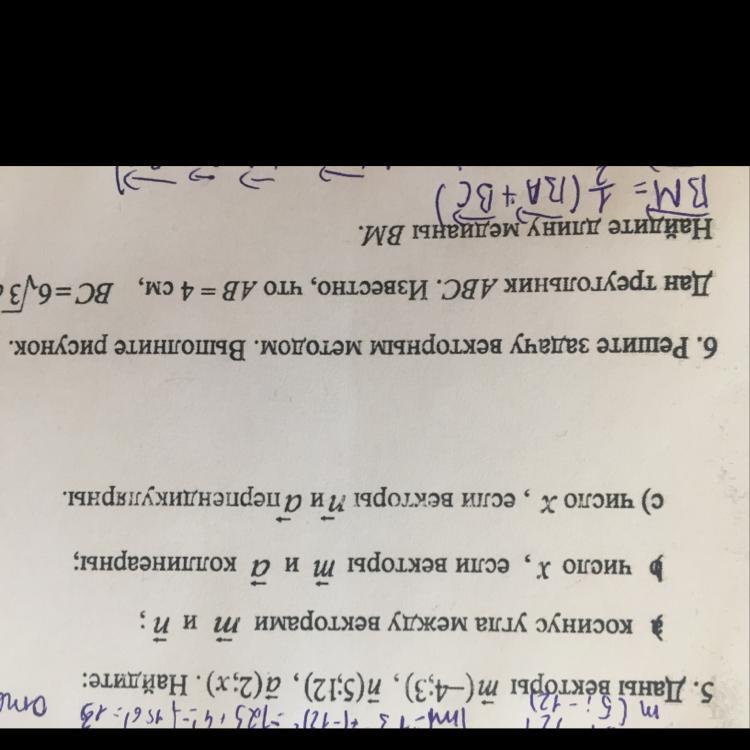 m (5; -12)
5. Даны векторы m⃗(−4;3), n⃗(5;12), a⃗(2;x). Найдите:
косинус угла между векторами m⃗ и n⃗;
число x, если векторы m⃗ и a⃗ коллинеарны;
c) число x, если векторы n⃗ и a⃗ перпендикулярны.
6. Решите задачу векторным методом. Выполните рисунок.
Дан треугольник ABC. Известно, что AB = 4 см, BC = 6√3
Найдите длину медианы BM.
BM = 1/2 (BA + BC)